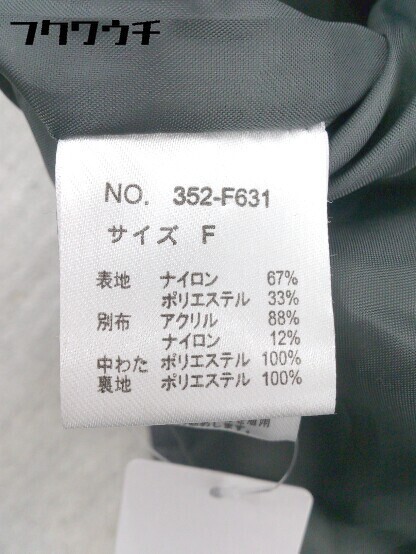 フクワウチ
NO. 352-F631
サイズ F
表地 ナイロン 67%
ポリエステル 33%
別布 アクリル 88%
ナイロン 12%
中わた ポリエステル 100%
裏地 ポリエステル 100%